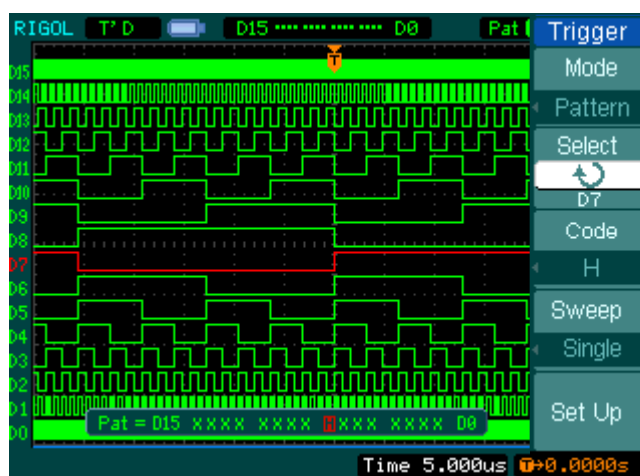 RIGOL T'D D15 ···· ···· ···· ···· D0 Pat
Trigger
T
Mode
Pattern
Select
D7
Code
H
Sweep
Single
Set Up
D15
D14
D13
D12
D11
D10
D9
D8
D7
D6
D5
D4
D3
D2
D1
D0
Pat = D15 XXXX XXXX HXXX XXXX D0
Time 5.000us T→0.0000s